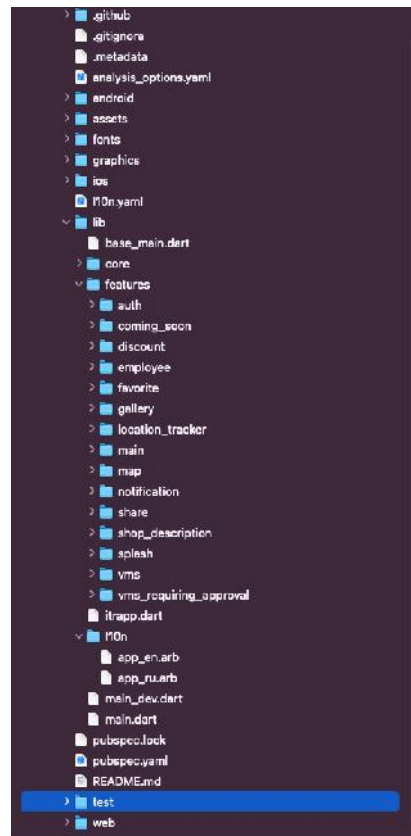 .github
.gitignore
.metadata
analysis_options.yaml
android
assets
fonts
graphics
ios
l10n.yaml
lib
base_main.dart
core
features
auth
coming_soon
discount
employee
favorite
gallery
location_tracker
main
map
notification
share
shop_description
splash
vms
vms_requiring_approval
itrapp.dart
l10n
app_en.arb
app_ru.arb
main_dev.dart
main.dart
pubspec.lock
pubspec.yaml
README.md
test
web